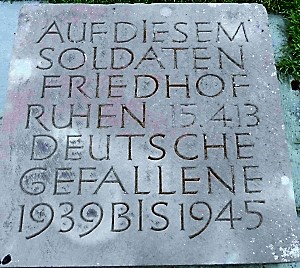 AUF DIESEM
SOLDATEN
FRIEDHOF
RUHEN 15.413
DEUTSCHE
GEFALLENE
1939 BIS 1945